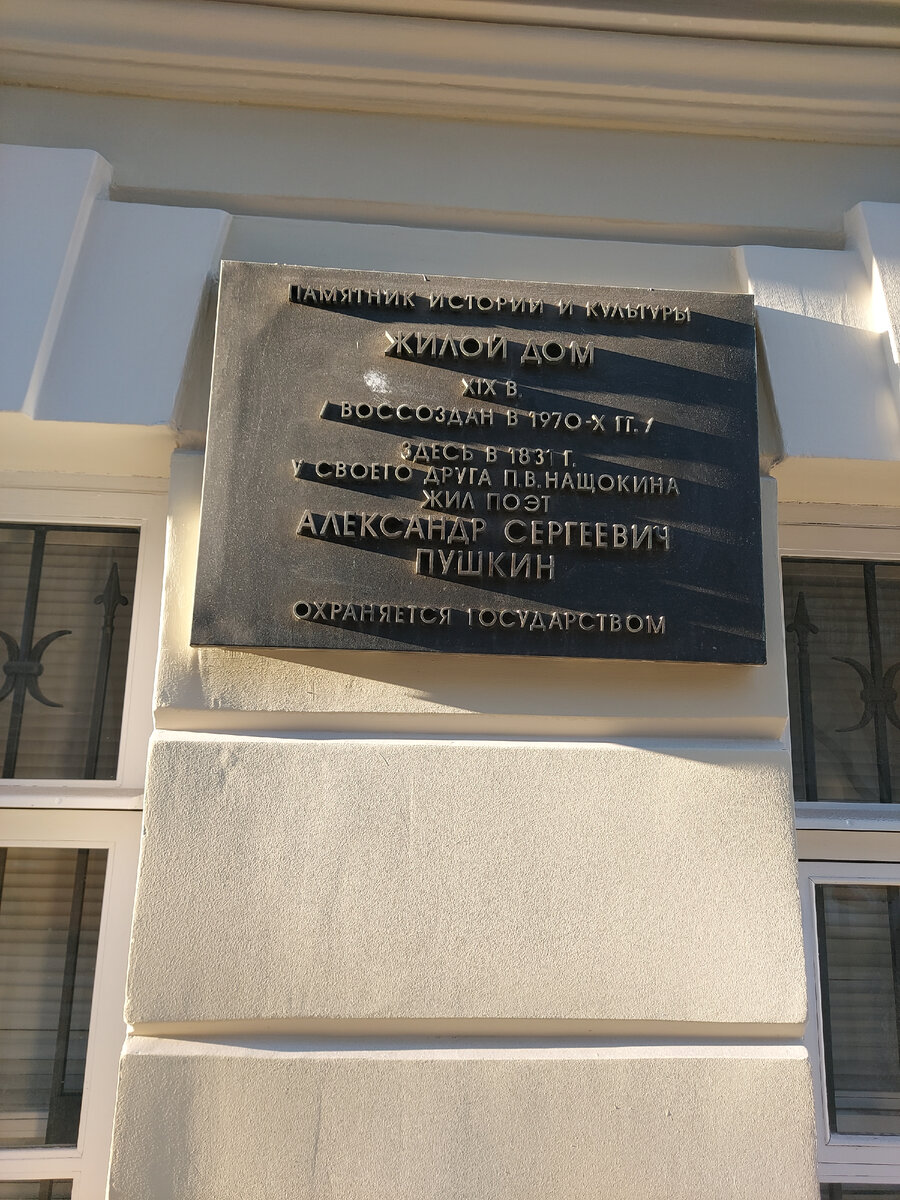 ПАМЯТНИК ИСТОРИИ И КУЛЬТУРЫ
ЖИЛОЙ ДОМ
XIX В.
/ВОССОЗДАН В 1970-Х ГГ./
ЗДЕСЬ В 1831 Г.
У СВОЕГО ДРУГА П.В.НАЩОКИНА
ЖИЛ ПОЭТ
АЛЕКСАНДР СЕРГЕЕВИЧ
ПУШКИН
ОХРАНЯЕТСЯ ГОСУДАРСТВОМ